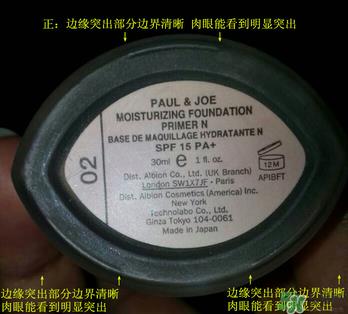 正：边缘突出部分边界清晰 肉眼能看到明显突出
PAUL & JOE
MOISTURIZING FOUNDATION
PRIMER N
BASE DE MAQUILLAGE HYDRATANTE N
SPF 15 PA+
30ml e 1 fl. oz.
02
12M
APIBFT
Dist. Albion Co., Ltd. (UK Branch)
London SW1X7JF - Paris
Dist. Albion Cosmetics (America) Inc.
New York
Technolabo Co., Ltd.
Ginza Tokyo 104-0061
Made in Japan
边缘突出部分边界清晰
肉眼能看到明显突出
边缘突出部分边界清晰
肉眼能看到明显突出